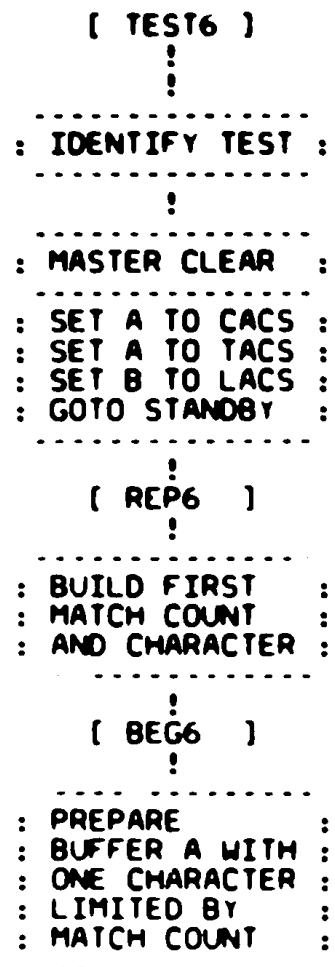 [ TEST6 ]
!
!
---------------
: IDENTIFY TEST :
---------------
!
---------------
: MASTER CLEAR :
---------------
: SET A TO CACS :
: SET A TO TACS :
: SET B TO LACS :
: GOTO STANDBY :
---------------
!
[ REP6 ]
!
---------------
: BUILD FIRST :
: MATCH COUNT :
: AND CHARACTER :
------------
!
[ BEG6 ]
!
---- ---------
: PREPARE :
: BUFFER A WITH :
: ONE CHARACTER :
: LIMITED BY :
: MATCH COUNT :